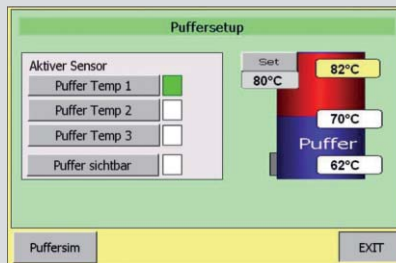 Puffersetup
Aktiver Sensor
Puffer Temp 1
Puffer Temp 2
Puffer Temp 3
Puffer sichtbar
Set
80°C
82°C
70°C
Puffer
62°C
Puffersim
EXIT